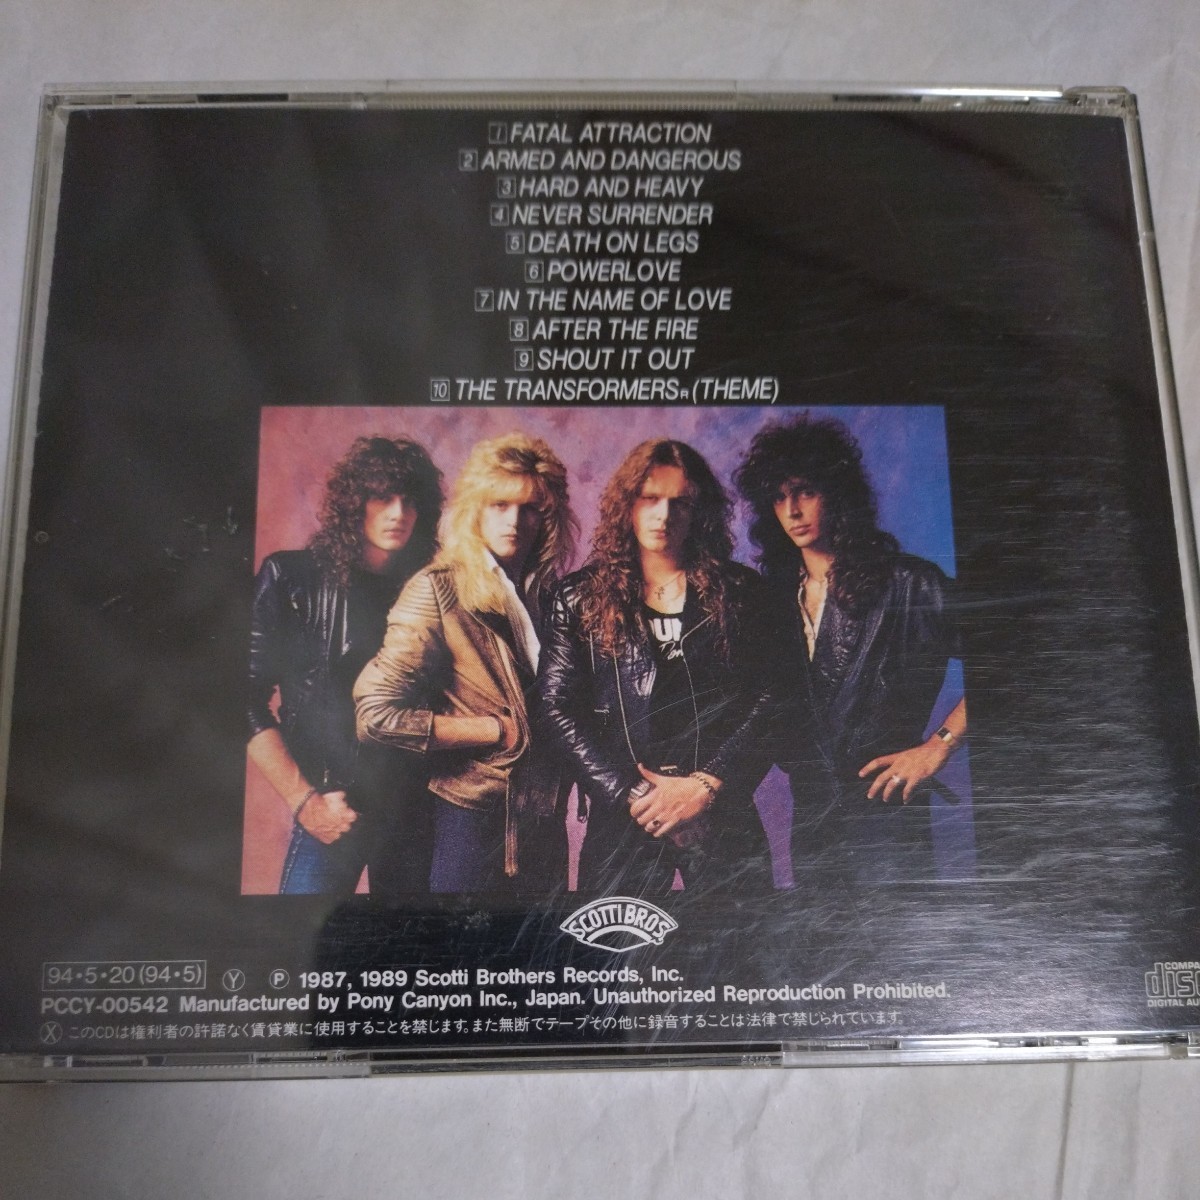 1 FATAL ATTRACTION
2 ARMED AND DANGEROUS
3 HARD AND HEAVY
4 NEVER SURRENDER
5 DEATH ON LEGS
6 POWERLOVE
7 IN THE NAME OF LOVE
8 AFTER THE FIRE
9 SHOUT IT OUT
10 THE TRANSFORMERS R (THEME)
SCOTTI BROS.
94・5・20 (94・5) Ⓨ Ⓟ 1987, 1989 Scotti Brothers Records, Inc.
PCCY-00542 Manufactured by Pony Canyon Inc., Japan. Unauthorized Reproduction Prohibited.
Ⓧ このCDは権利者の許諾なく賃貸業に使用することを禁じます。また無断でテープその他に録音することは法律で禁じられています。
COMPA
disc
DIGITAL AU